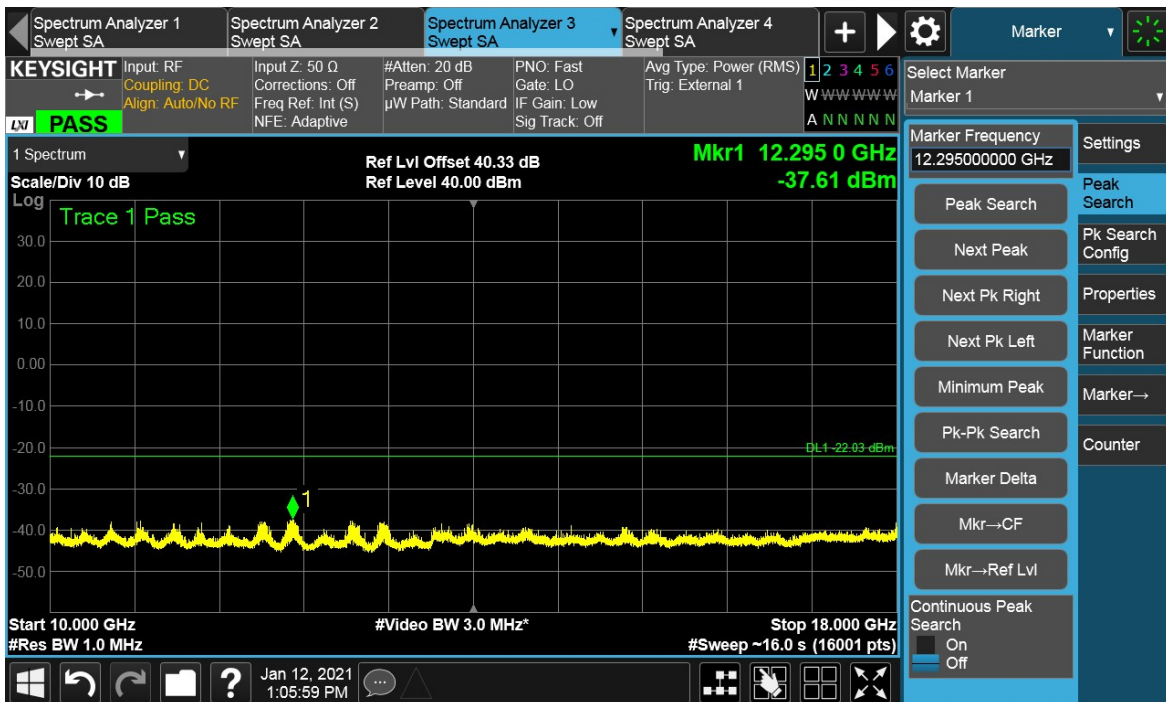 Spectrum Analyzer 1
Swept SA
Spectrum Analyzer 2
Swept SA
Spectrum Analyzer 3
Swept SA
Spectrum Analyzer 4
Swept SA
+
Marker
KEYSIGHT
LXI PASS
Input: RF
Coupling: DC
Align: Auto/No RF
Input Z: 50 Ω
Corrections: Off
Freq Ref: Int (S)
NFE: Adaptive
#Atten: 20 dB
Preamp: Off
µW Path: Standard
PNO: Fast
Gate: LO
IF Gain: Low
Sig Track: Off
Avg Type: Power (RMS)
Trig: External 1
1 2 3 4 5 6
W W W W W W
A N N N N N
Select Marker
Marker 1
1 Spectrum
Scale/Div 10 dB
Ref Lvl Offset 40.33 dB
Ref Level 40.00 dBm
Mkr1 12.295 0 GHz
-37.61 dBm
Log
Trace 1 Pass
30.0
20.0
10.0
0.00
-10.0
-20.0
-30.0
-40.0
-50.0
DL1 -22.03 dBm
1
Start 10.000 GHz
#Res BW 1.0 MHz
#Video BW 3.0 MHz*
Stop 18.000 GHz
#Sweep ~16.0 s (16001 pts)
Marker Frequency
12.295000000 GHz
Peak Search
Next Peak
Next Pk Right
Next Pk Left
Minimum Peak
Pk-Pk Search
Marker Delta
Mkr→CF
Mkr→Ref Lvl
Continuous Peak
Search
On
Off
Settings
Peak
Search
Pk Search
Config
Properties
Marker
Function
Marker→
Counter
?
Jan 12, 2021
1:05:59 PM